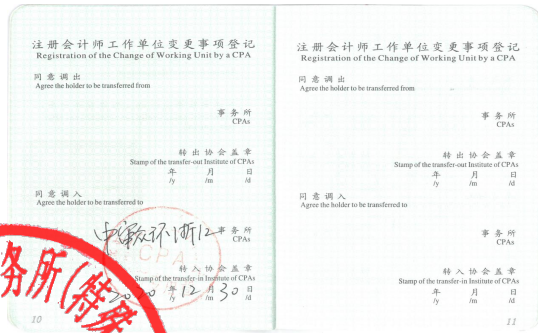 注册会计师工作单位变更事项登记
Registration of the Change of Working Unit by a CPA
同意调出
Agree the holder to be transferred from
事务所
CPAs
转出协会盖章
Stamp of the transfer-out Institute of CPAs
年 月 日
/y /m /d
同意调入
Agree the holder to be transferred to
中审众环浙江 事务所
CPAs
CPA
转入协会盖章
Stamp of the transfer-in Institute of CPAs
2020 年 12 月 30 日
/y /m /d
务所(特殊
10
注册会计师工作单位变更事项登记
Registration of the Change of Working Unit by a CPA
同意调出
Agree the holder to be transferred from
事务所
CPAs
转出协会盖章
Stamp of the transfer-out Institute of CPAs
年 月 日
/y /m /d
同意调入
Agree the holder to be transferred to
事务所
CPAs
转入协会盖章
Stamp of the transfer-in Institute of CPAs
年 月 日
/y /m /d
11